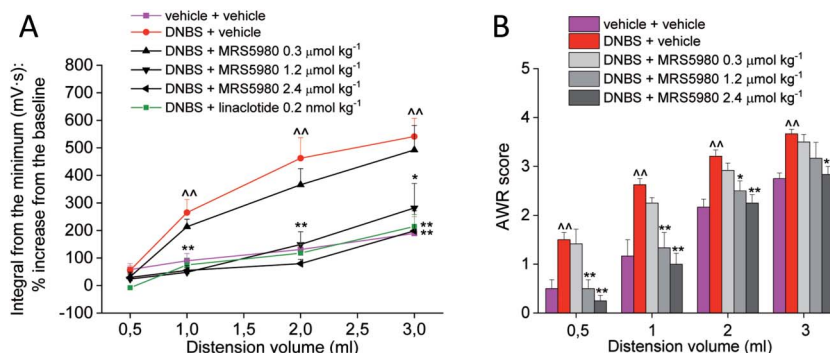 A
vehicle + vehicle
DNBS + vehicle
DNBS + MRS5980 0.3 μmol kg⁻¹
DNBS + MRS5980 1.2 μmol kg⁻¹
DNBS + MRS5980 2.4 μmol kg⁻¹
DNBS + linaclotide 0.2 nmol kg⁻¹
Integral from the minimum (mV·s):
% increase from the baseline
800
700
600
500
400
300
200
100
0
-100
^^
^^
^^
**
**
*
**
**
0,5
1,0
1,5
2,0
2,5
3,0
Distension volume (ml)
B
vehicle + vehicle
DNBS + vehicle
DNBS + MRS5980 0.3 μmol kg⁻¹
DNBS + MRS5980 1.2 μmol kg⁻¹
DNBS + MRS5980 2.4 μmol kg⁻¹
AWR score
5
4
3
2
1
0
^^
**
**
^^
**
**
^^
*
**
^^
*
0,5
1
2
3
Distension volume (ml)